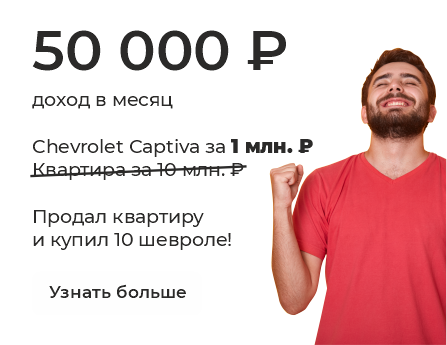 50 000 ₽
доход в месяц
Chevrolet Captiva за 1 млн. ₽
Квартира за 10 млн. ₽
Продал квартиру
и купил 10 шевроле!
Узнать больше